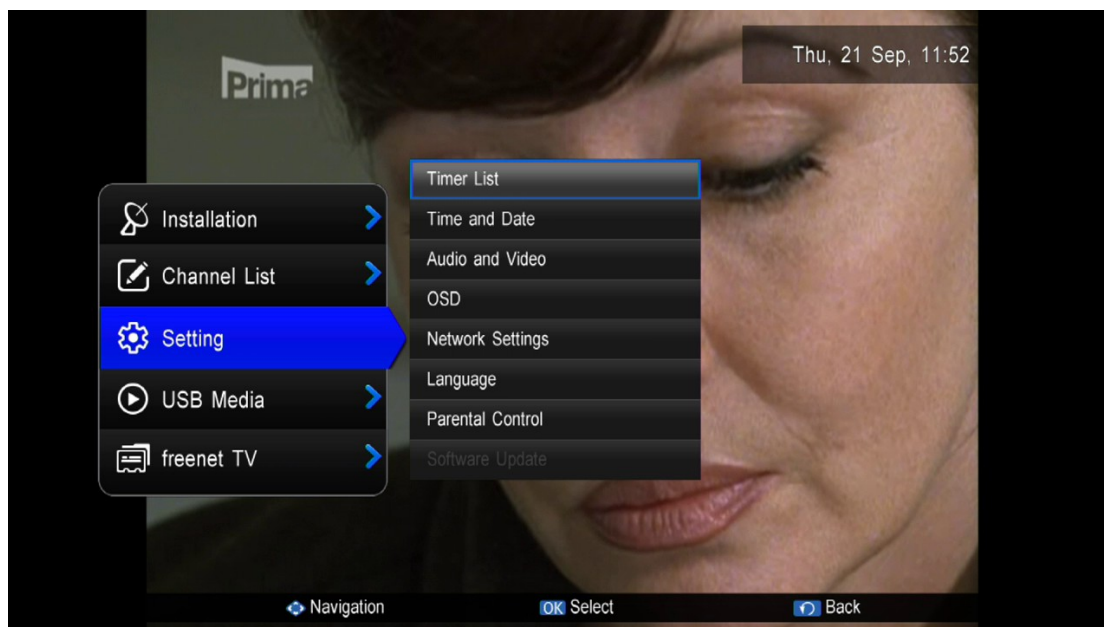 Prima
Thu, 21 Sep, 11:52
Installation
Channel List
Setting
USB Media
freenet TV
Timer List
Time and Date
Audio and Video
OSD
Network Settings
Language
Parental Control
Software Update
Navigation
OK Select
Back